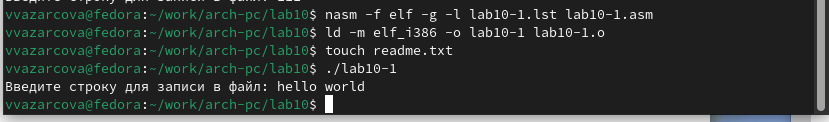 vvazarcova@fedora:~/work/arch-pc/lab10$ nasm -f elf -g -l lab10-1.lst lab10-1.asm
vvazarcova@fedora:~/work/arch-pc/lab10$ ld -m elf_i386 -o lab10-1 lab10-1.o
vvazarcova@fedora:~/work/arch-pc/lab10$ touch readme.txt
vvazarcova@fedora:~/work/arch-pc/lab10$ ./lab10-1
Введите строку для записи в файл: hello world
vvazarcova@fedora:~/work/arch-pc/lab10$